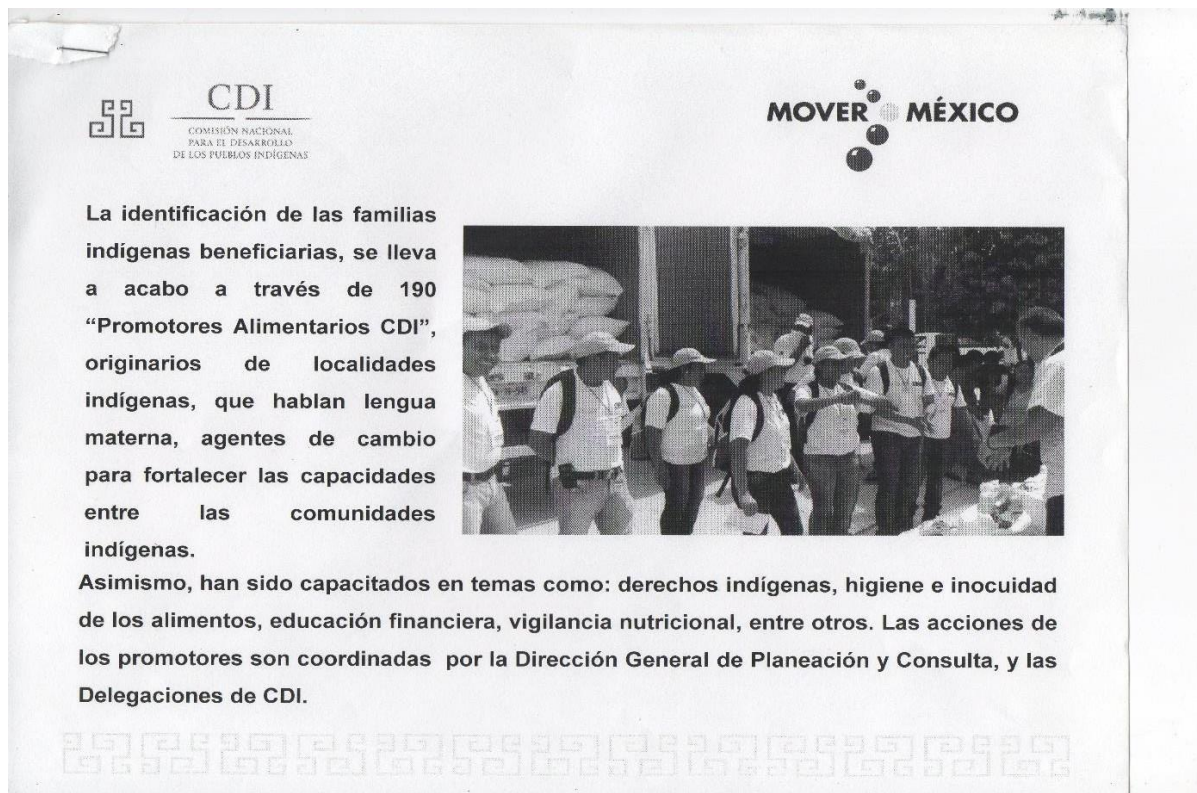 CDI
COMISIÓN NACIONAL
PARA EL DESARROLLO
DE LOS PUEBLOS INDÍGENAS
MOVER MÉXICO
La identificación de las familias
indígenas beneficiarias, se lleva
a acabo a través de 190
“Promotores Alimentarios CDI”,
originarios de localidades
indígenas, que hablan lengua
materna, agentes de cambio
para fortalecer las capacidades
entre las comunidades
indígenas.
Asimismo, han sido capacitados en temas como: derechos indígenas, higiene e inocuidad
de los alimentos, educación financiera, vigilancia nutricional, entre otros. Las acciones de
los promotores son coordinadas por la Dirección General de Planeación y Consulta, y las
Delegaciones de CDI.